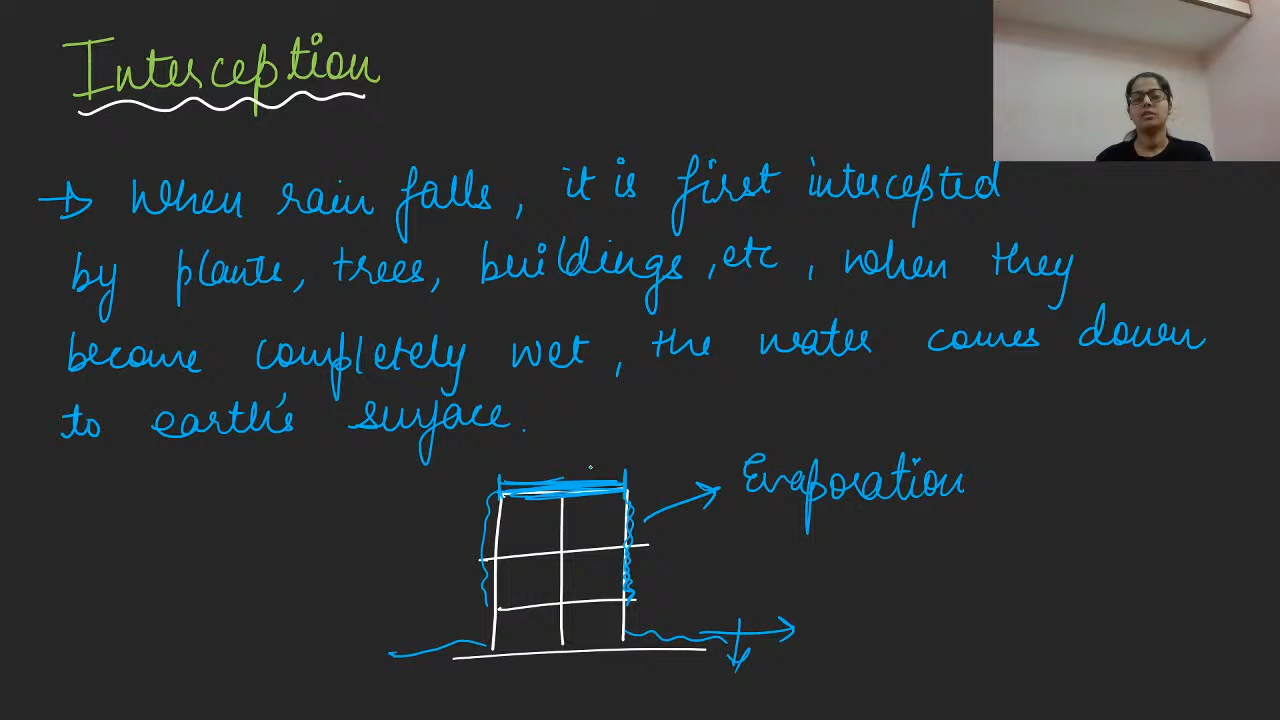 Interception
→ When rain falls, it is first intercepted
by plants, trees, buildings, etc, when they
become completely wet, the water comes down
to earth's surface.
Evaporation